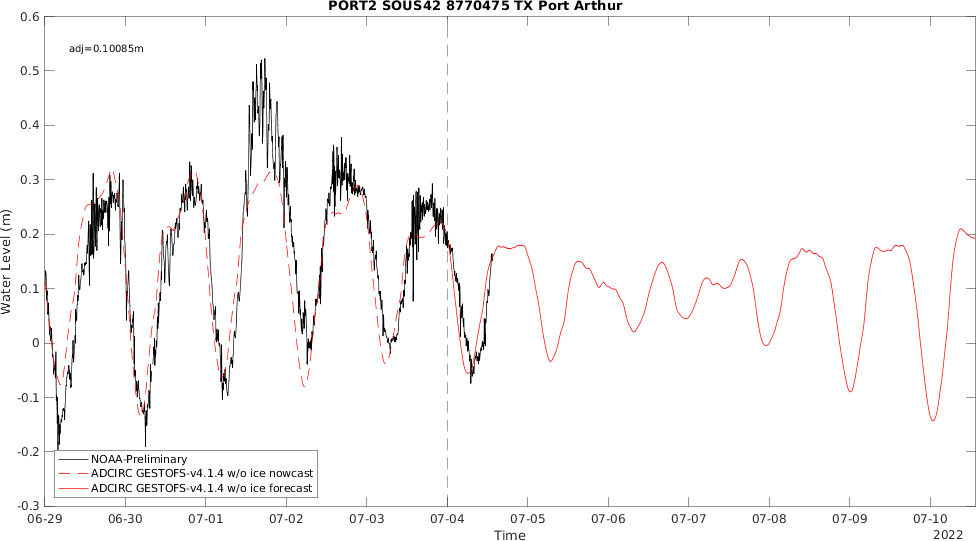 PORT2 SOUS42 8770475 TX Port Arthur
adj=0.10085m
Water Level (m)
0.6
0.5
0.4
0.3
0.2
0.1
0
-0.1
-0.2
-0.3
NOAA-Preliminary
ADCIRC GESTOFS-v4.1.4 w/o ice nowcast
ADCIRC GESTOFS-v4.1.4 w/o ice forecast
06-29 06-30 07-01 07-02 07-03 07-04 07-05 07-06 07-07 07-08 07-09 07-10
Time
2022